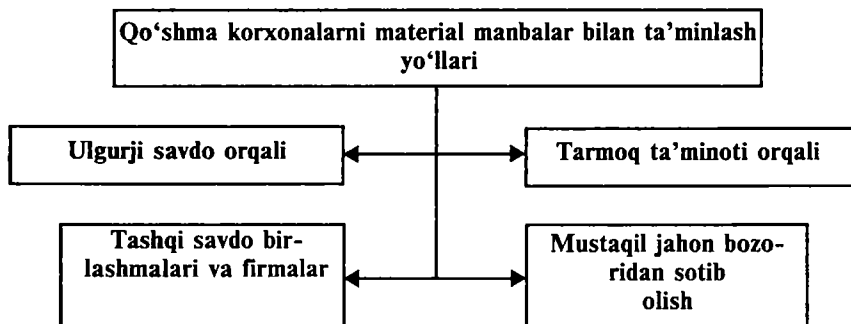 Qo‘shma korxonalarni material manbalar bilan ta’minlash
yo‘llari
Ulgurji savdo orqali
Tarmoq ta’minoti orqali
Tashqi savdo bir-
lashmalari va firmalar
Mustaqil jahon bozo-
ridan sotib
olish